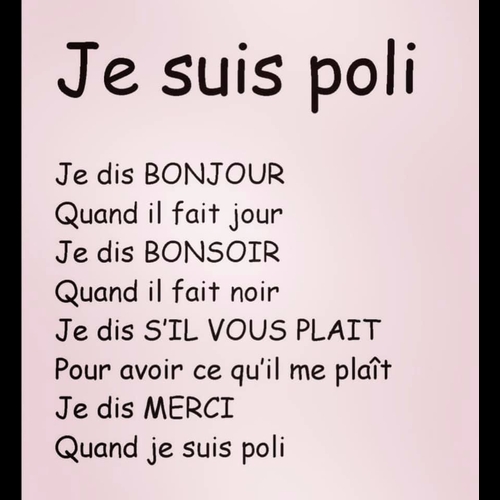 Je suis poli
Je dis BONJOUR
Quand il fait jour
Je dis BONSOIR
Quand il fait noir
Je dis S'IL VOUS PLAIT
Pour avoir ce qu'il me plaît
Je dis MERCI
Quand je suis poli